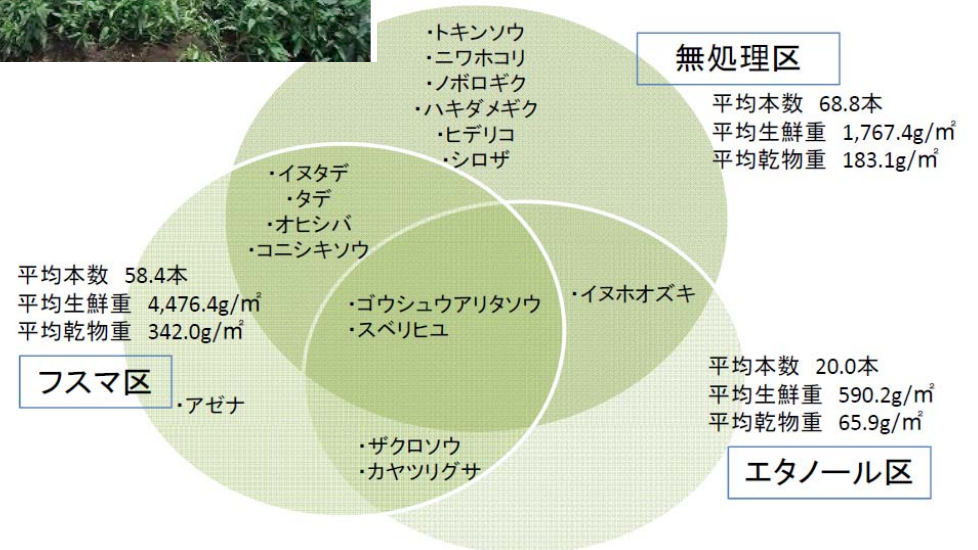 ・トキンソウ
・ニワホコリ
・ノボロギク
・ハキダメギク
・ヒデリコ
・シロザ
無処理区
平均本数 68.8本
平均生鮮重 1,767.4g/㎡
平均乾物重 183.1g/㎡
・イヌタデ
・タデ
・オヒシバ
・コニシキソウ
平均本数 58.4本
平均生鮮重 4,476.4g/㎡
平均乾物重 342.0g/㎡
フスマ区
・アゼナ
・ゴウシュウアリタソウ
・スベリヒユ
・イヌホオズキ
・ザクロソウ
・カヤツリグサ
平均本数 20.0本
平均生鮮重 590.2g/㎡
平均乾物重 65.9g/㎡
エタノール区